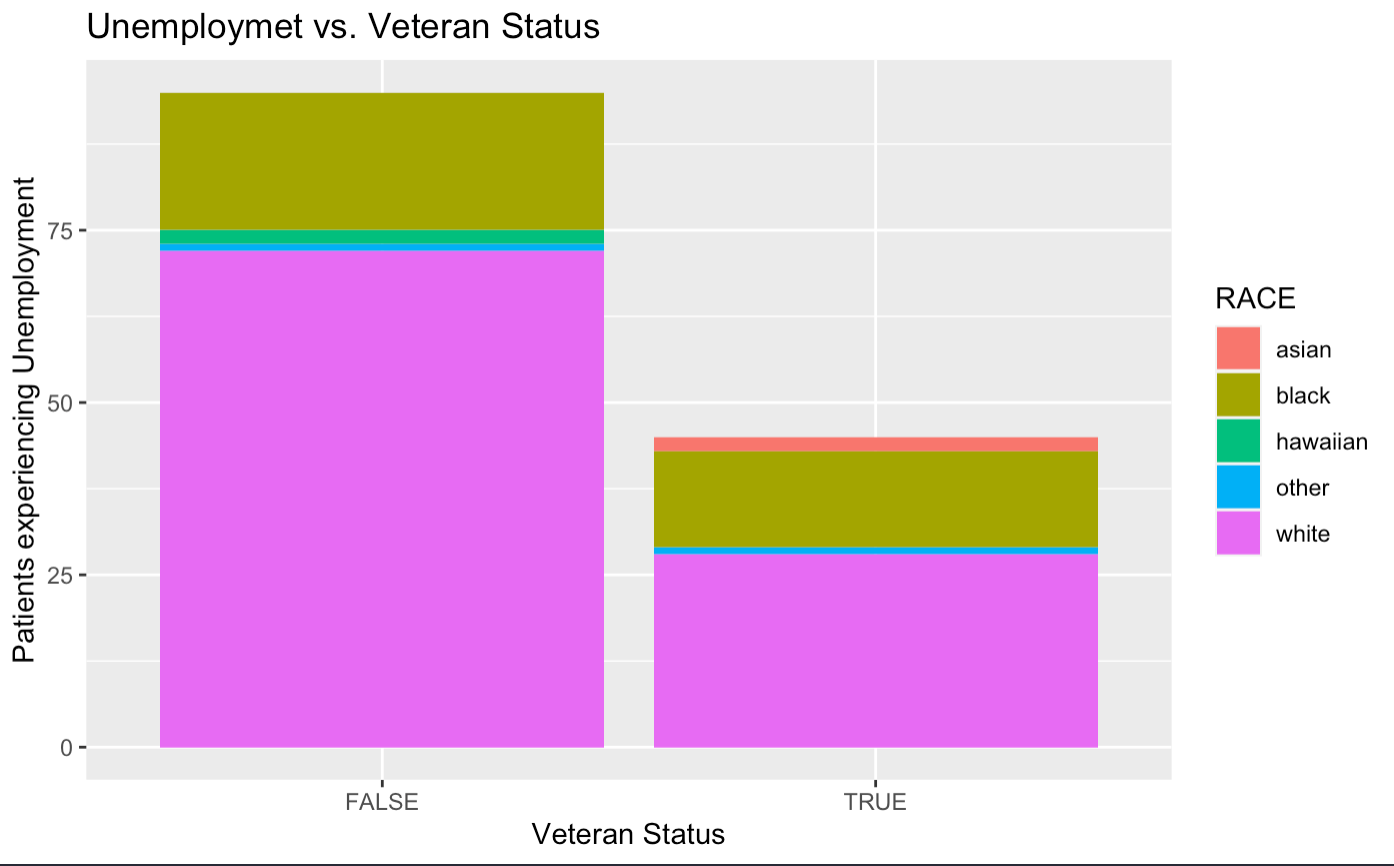 Unemploymet vs. Veteran Status
Patients experiencing Unemployment
75
50
25
0
FALSE
TRUE
Veteran Status
RACE
asian
black
hawaiian
other
white